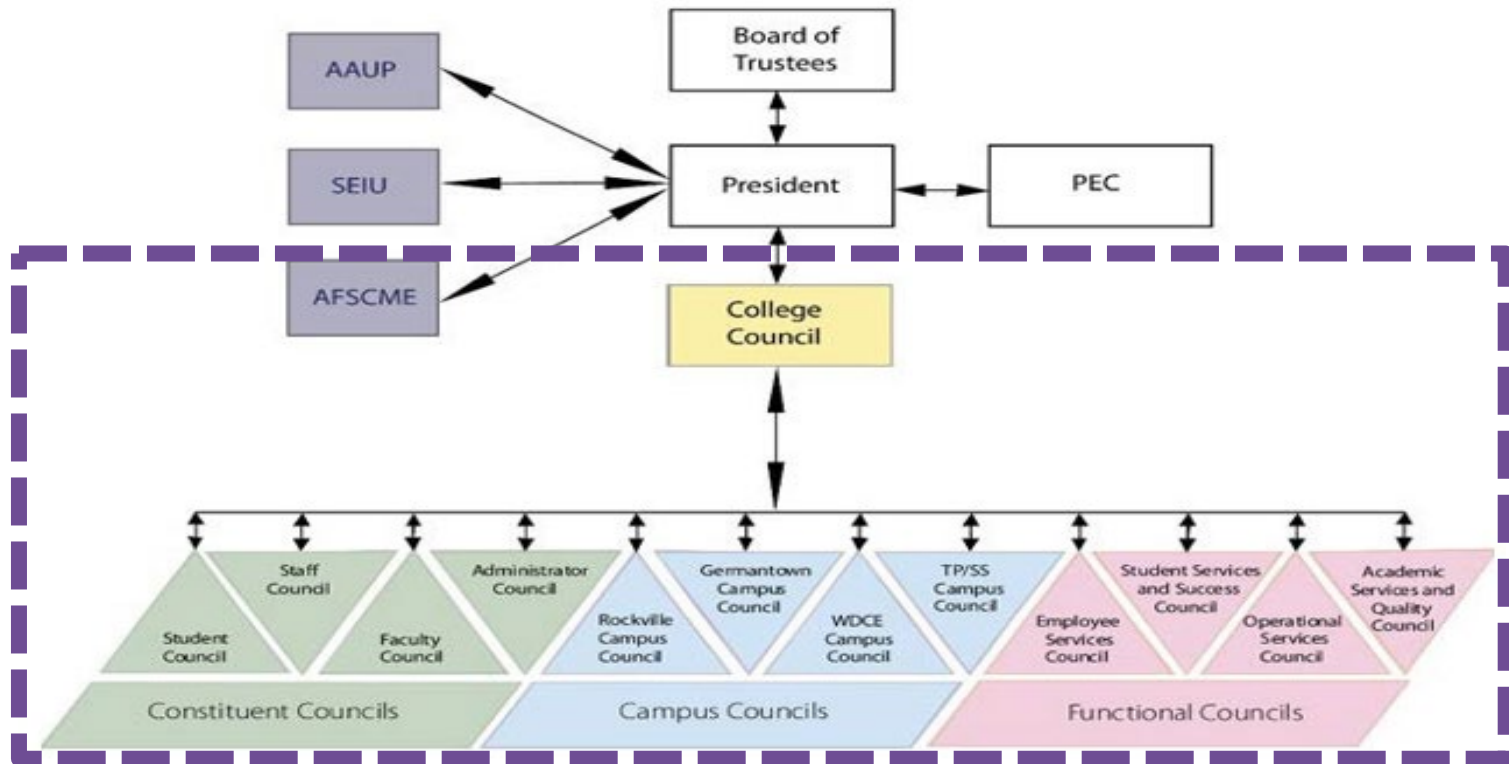 AAUP
Board of
Trustees
SEIU
President
PEC
AFSCME
College
Council
Student
Council
Staff
Council
Faculty
Council
Administrator
Council
Rockville
Campus
Council
Germantown
Campus
Council
WDCE
Campus
Council
TP/SS
Campus
Council
Employee
Services
Council
Student Services
and Success
Council
Operational
Services
Council
Academic
Services and
Quality
Council
Constituent Councils
Campus Councils
Functional Councils